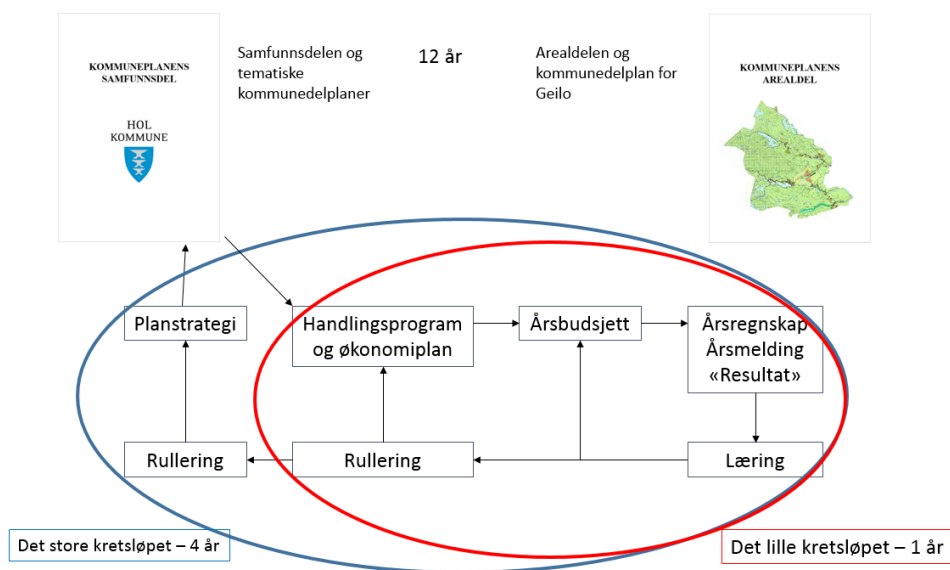 KOMMUNEPLANENS
SAMFUNNSDEL
HOL
KOMMUNE
Samfunnsdelen og
tematiske
kommunedelplaner
12 år
Arealdelen og
kommunedelplan for
Geilo
KOMMUNEPLANENS
AREALDEL
Planstrategi
Handlingsprogram
og økonomiplan
Årsbudsjett
Årsregnskap
Årsmelding
«Resultat»
Rullering
Rullering
Læring
Det store kretsløpet – 4 år
Det lille kretsløpet – 1 år